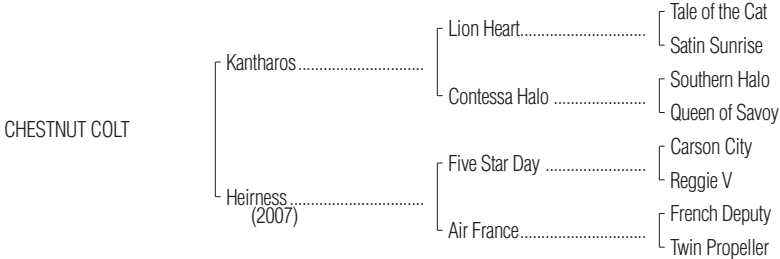 Tale of the Cat
Lion Heart..............................
Satin Sunrise
Kantharos..............................
Southern Halo
Contessa Halo ......................
Queen of Savoy
CHESTNUT COLT
Carson City
Five Star Day ........................
Reggie V
Heirness................................
(2007)
French Deputy
Air France..............................
Twin Propeller